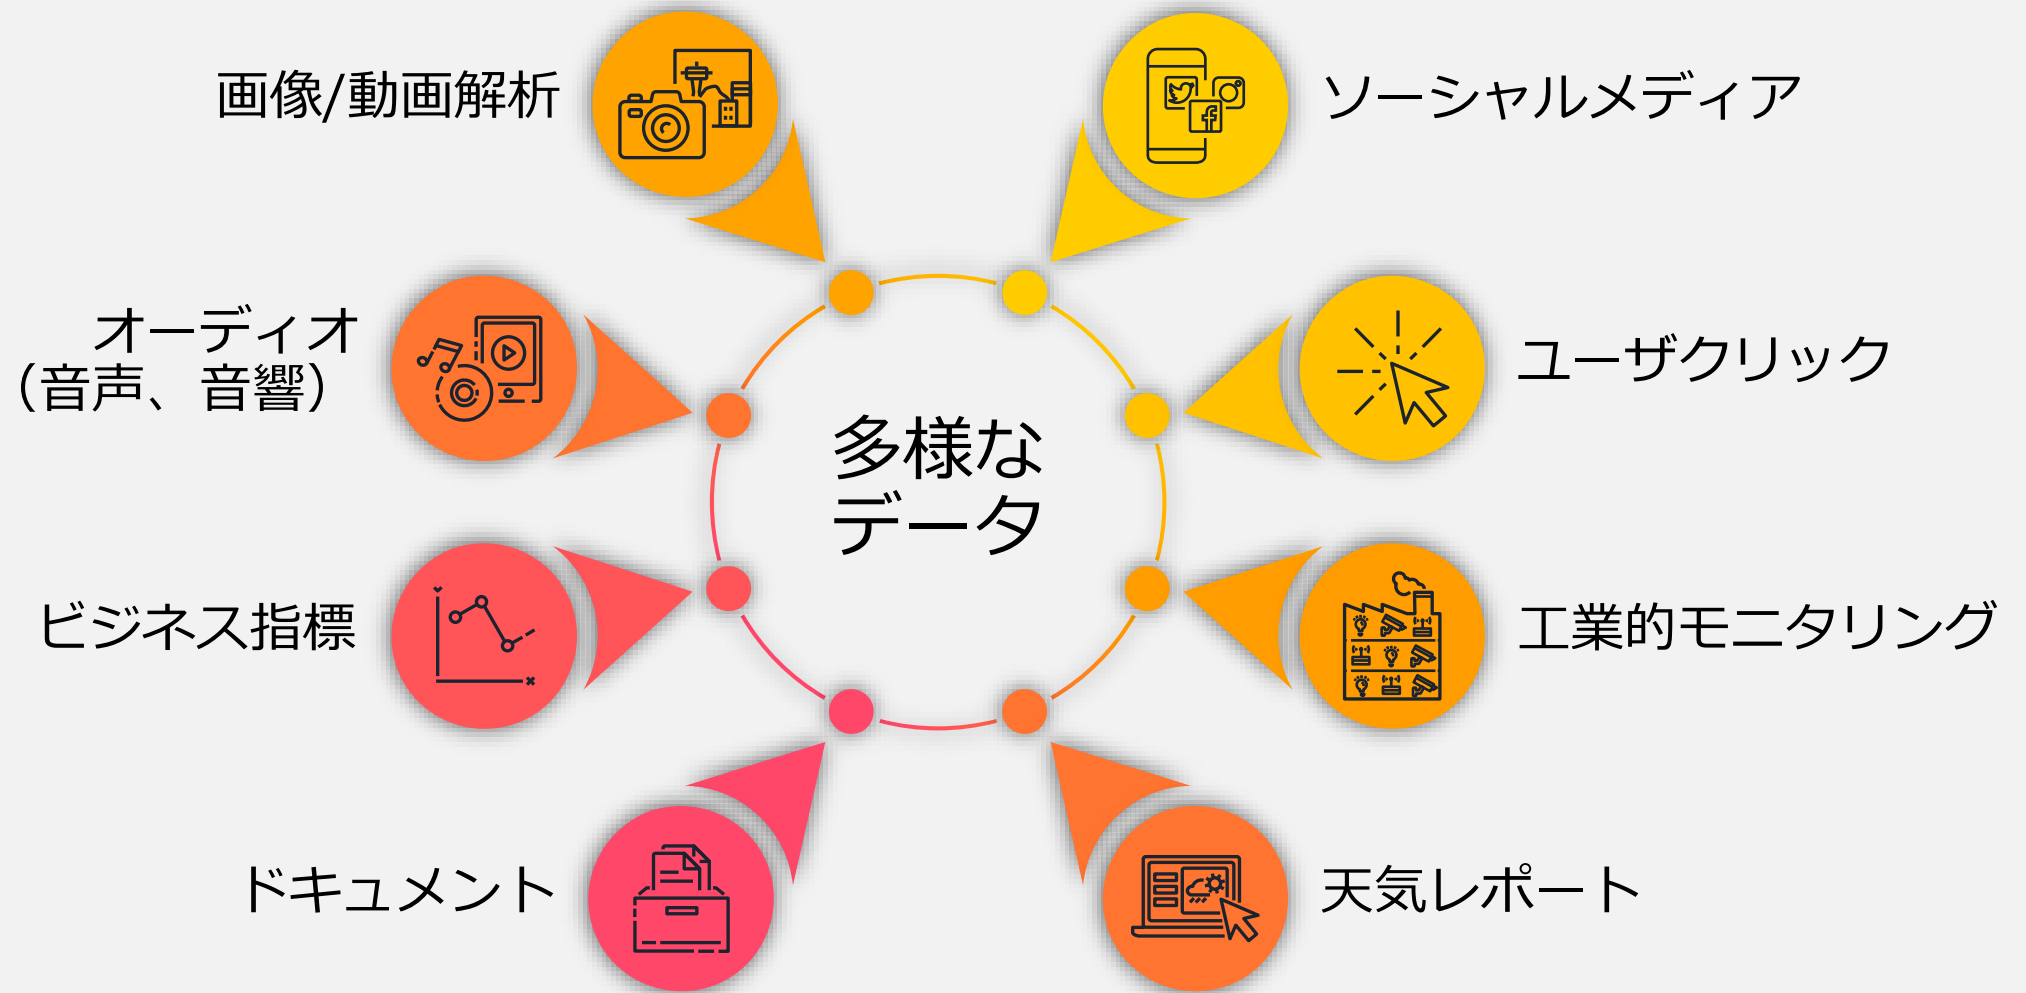 画像/動画解析
ソーシャルメディア
オーディオ
（音声、音響）
ユーザクリック
多様な
データ
ビジネス指標
工業的モニタリング
ドキュメント
天気レポート